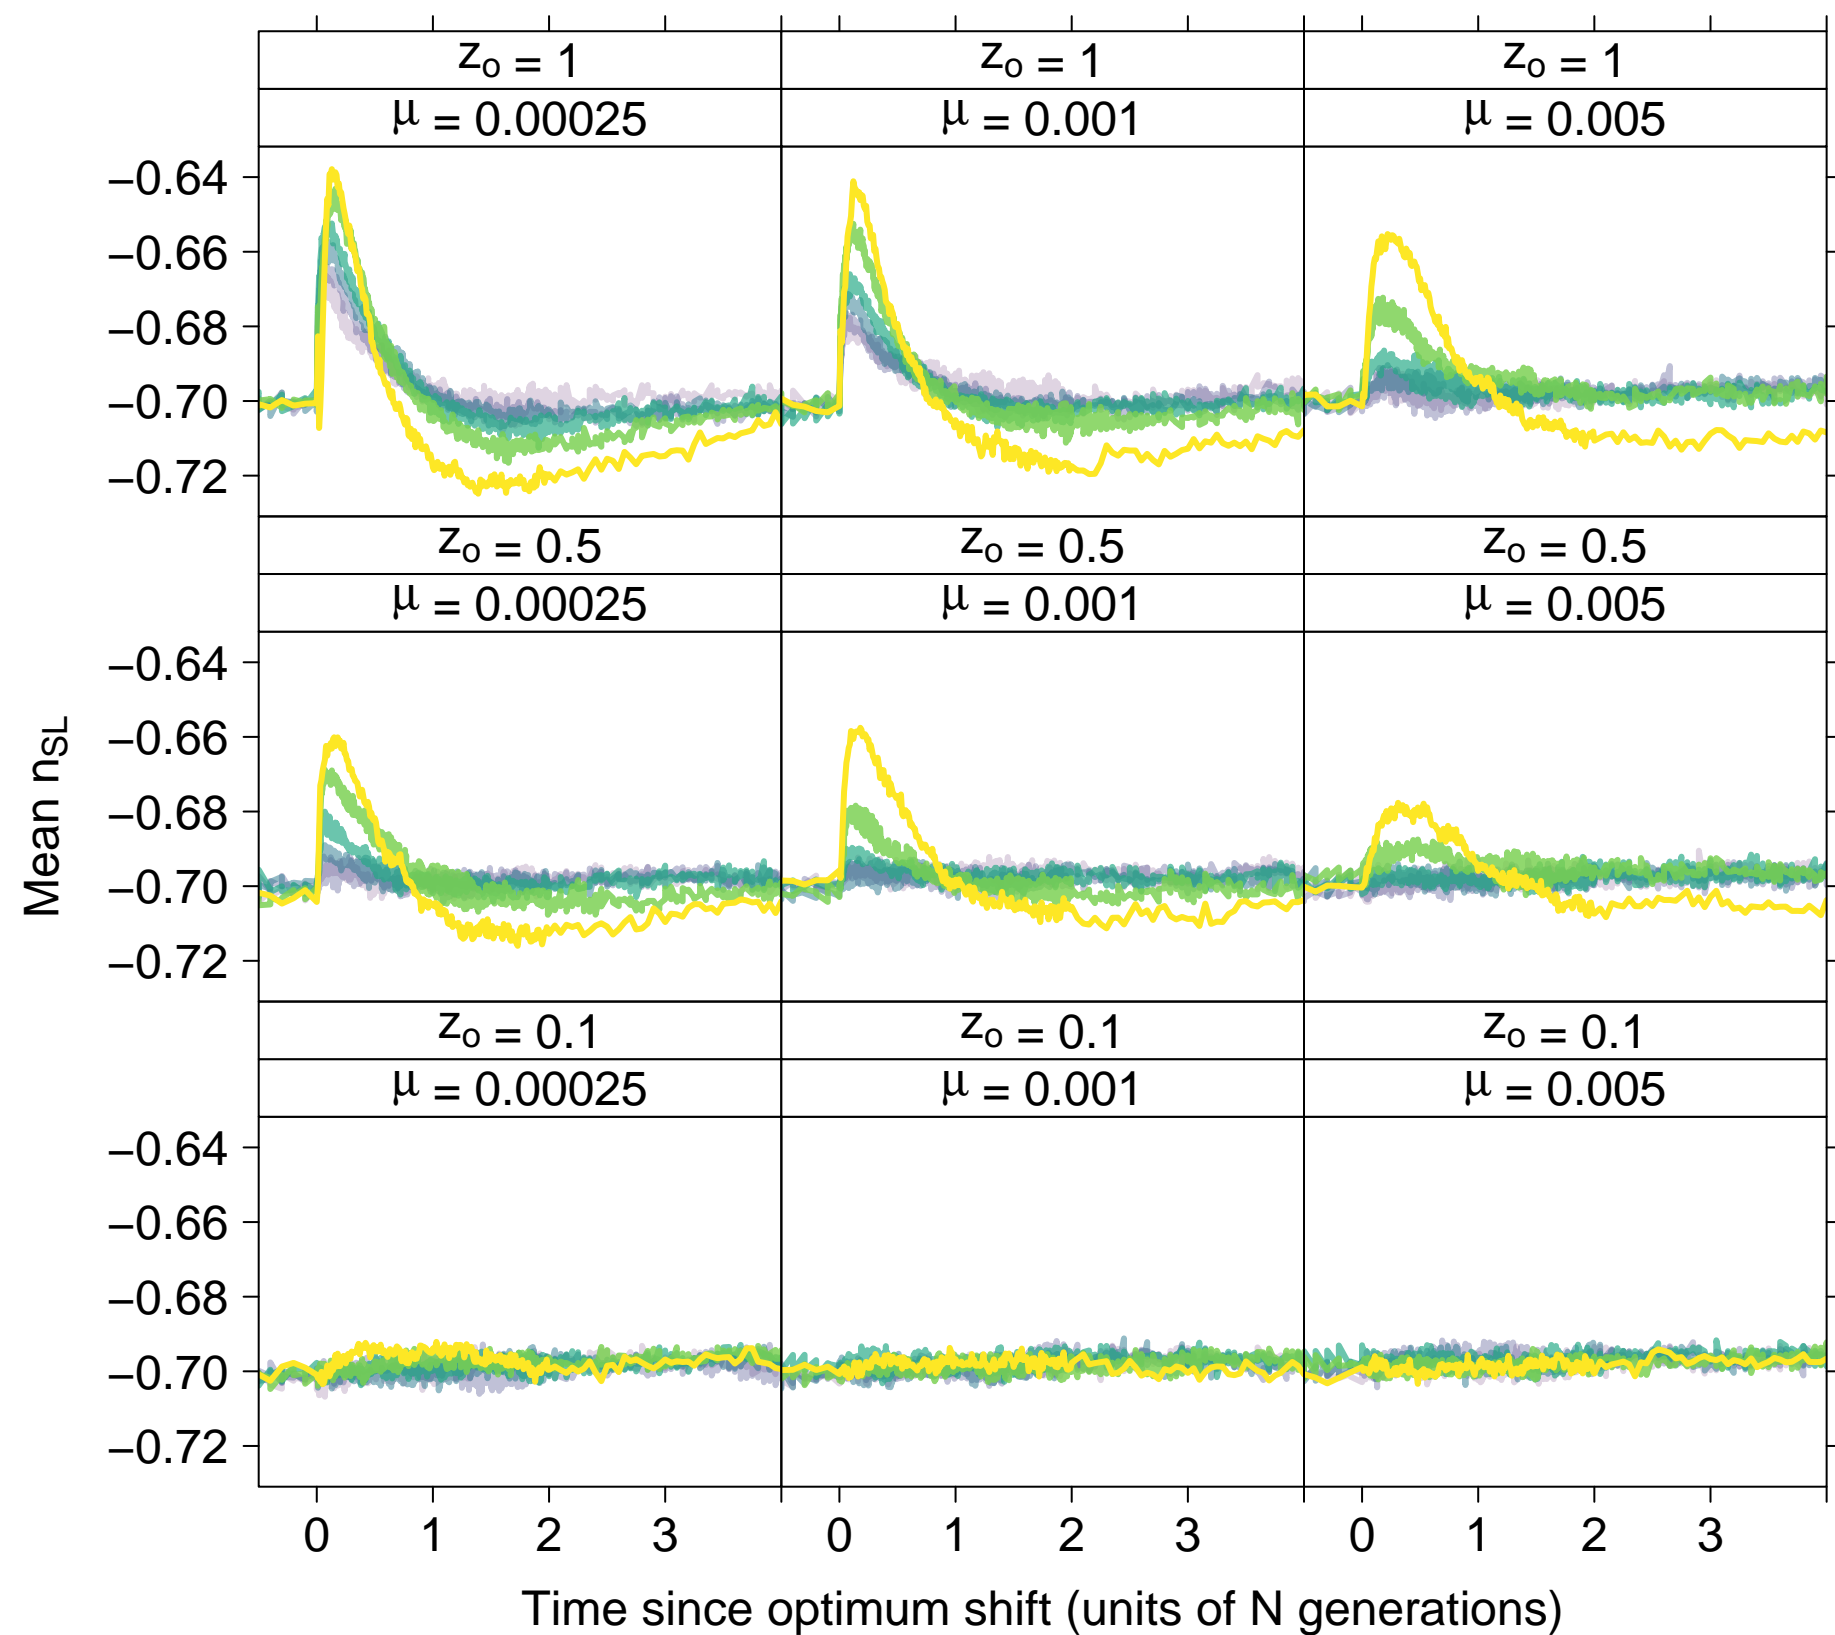 z₀ = 1 z₀ = 1 z₀ = 1
μ = 0.00025 μ = 0.001 μ = 0.005
−0.64
−0.66
−0.68
−0.70
−0.72
z₀ = 0.5 z₀ = 0.5 z₀ = 0.5
μ = 0.00025 μ = 0.001 μ = 0.005
−0.64
−0.66
−0.68
−0.70
−0.72
Mean nSL
z₀ = 0.1 z₀ = 0.1 z₀ = 0.1
μ = 0.00025 μ = 0.001 μ = 0.005
−0.64
−0.66
−0.68
−0.70
−0.72
0 1 2 3 0 1 2 3 0 1 2 3
Time since optimum shift (units of N generations)